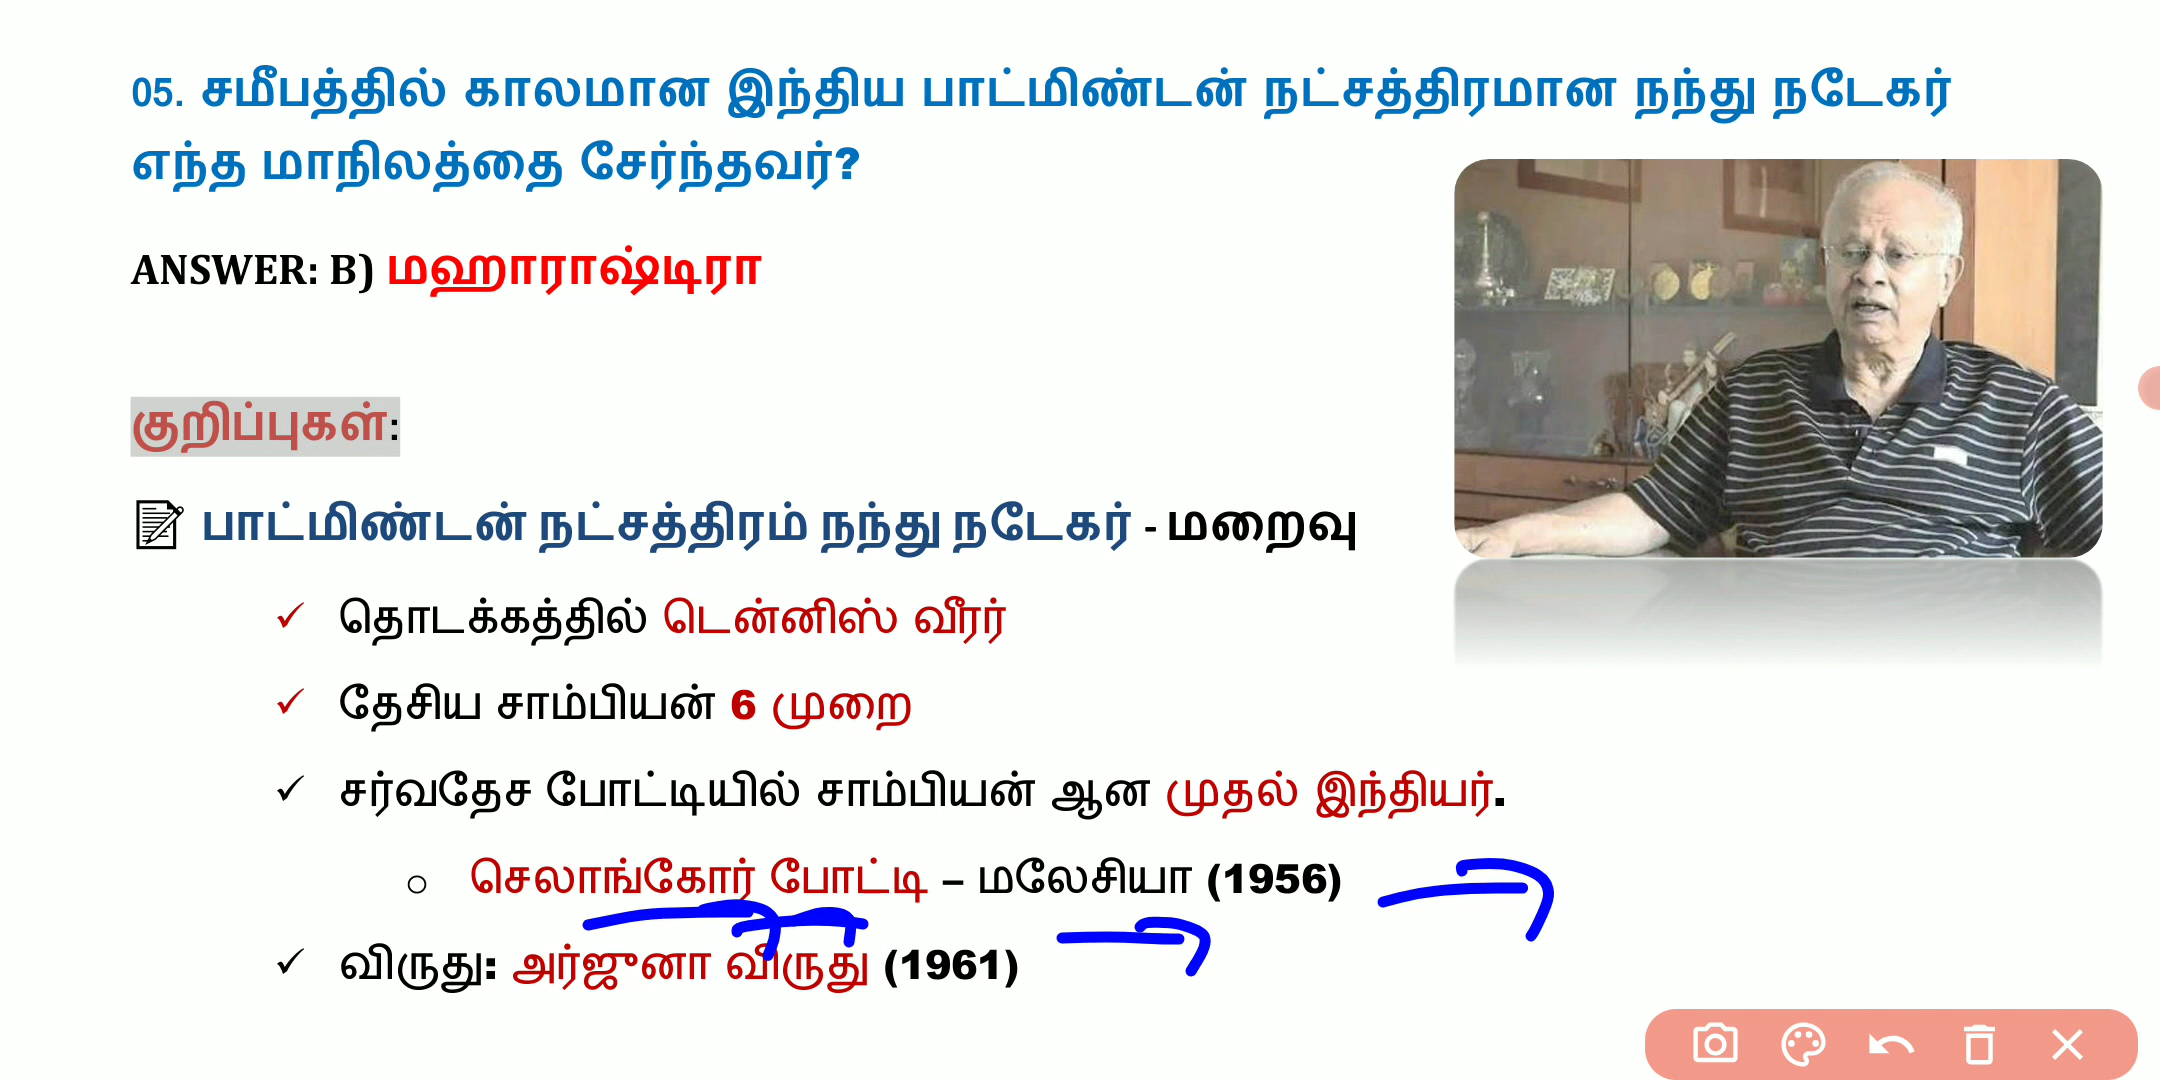 05. சமீபத்தில் காலமான இந்திய பாட்மிண்டன் நட்சத்திரமான நந்து நடேகர்
எந்த மாநிலத்தை சேர்ந்தவர்?
ANSWER: B) மஹாராஷ்டிரா
குறிப்புகள்:
பாட்மிண்டன் நட்சத்திரம் நந்து நடேகர் - மறைவு
✓ தொடக்கத்தில் டென்னிஸ் வீரர்
✓ தேசிய சாம்பியன் 6 முறை
✓ சர்வதேச போட்டியில் சாம்பியன் ஆன முதல் இந்தியர்.
○ செலாங்கோர் போட்டி – மலேசியா (1956)
✓ விருது: அர்ஜுனா விருது (1961)